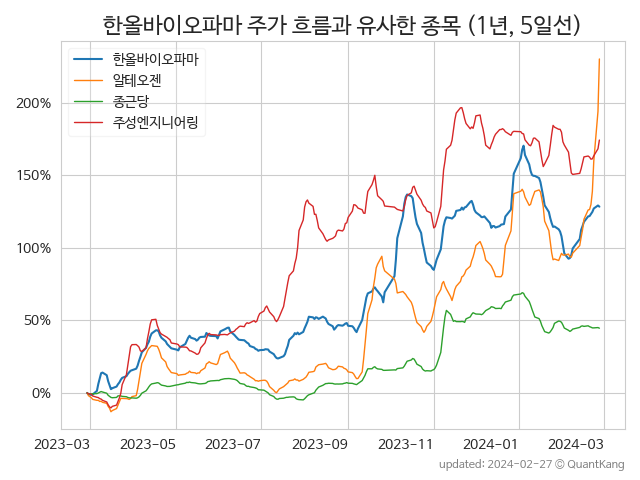 한올바이오파마 주가 흐름과 유사한 종목 (1년, 5일선)
한올바이오파마
알테오젠
종근당
주성엔지니어링
200%
150%
100%
50%
0%
2023-03 2023-05 2023-07 2023-09 2023-11 2024-01 2024-03
updated: 2024-02-27 © QuantKang